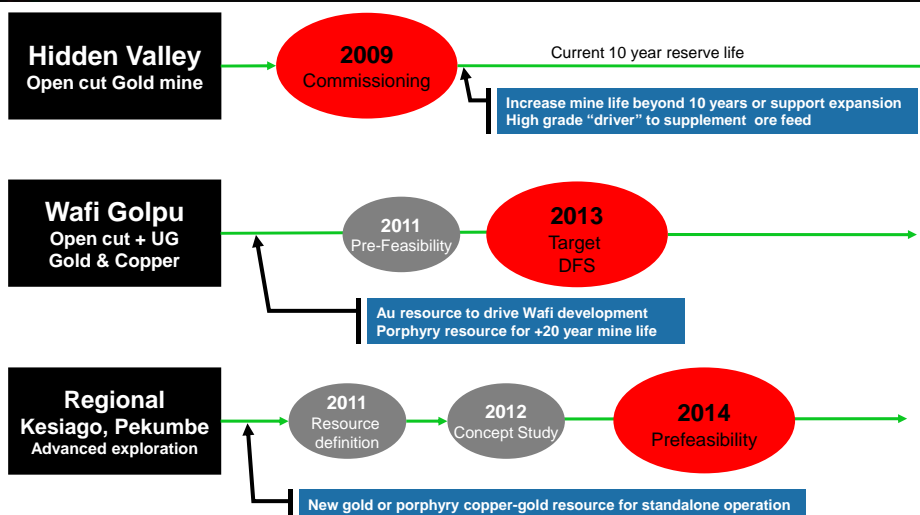 Hidden Valley
Open cut Gold mine
2009
Commissioning
Current 10 year reserve life
Increase mine life beyond 10 years or support expansion
High grade “driver” to supplement ore feed
Wafi Golpu
Open cut + UG
Gold & Copper
2011
Pre-Feasibility
2013
Target
DFS
Au resource to drive Wafi development
Porphyry resource for +20 year mine life
Regional
Kesiago, Pekumbe
Advanced exploration
2011
Resource
definition
2012
Concept Study
2014
Prefeasibility
New gold or porphyry copper-gold resource for standalone operation